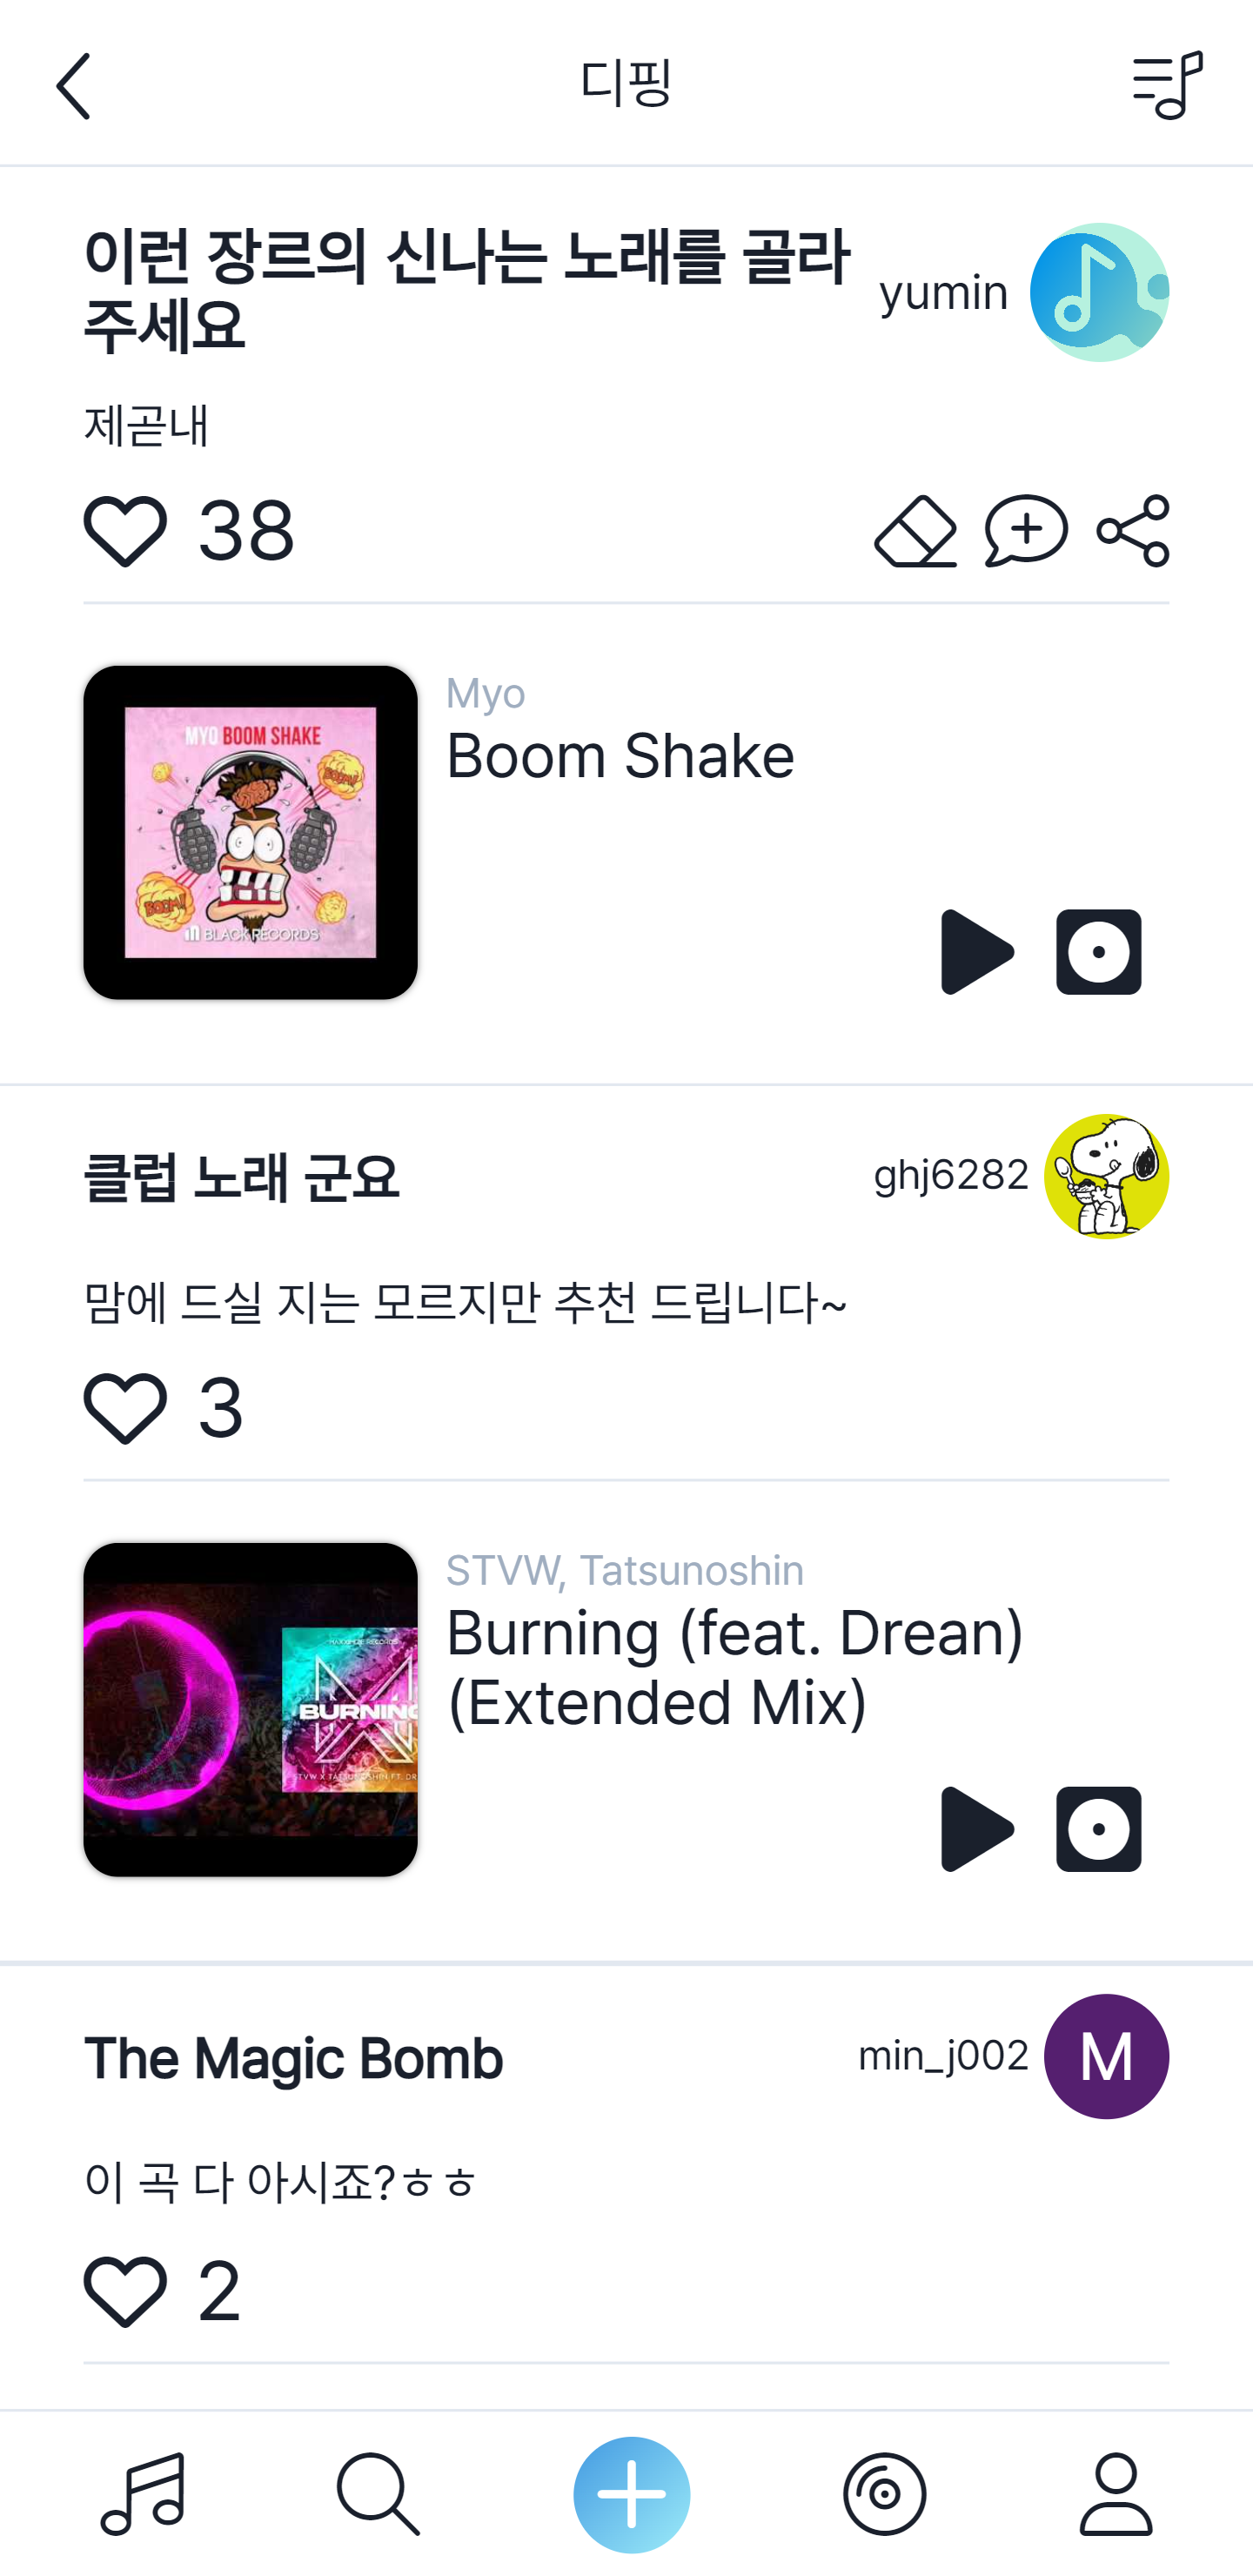 디핑
이런 장르의 신나는 노래를 골라
주세요
yumin
제곧내
38
Myo
Boom Shake
MYO BOOM SHAKE
BOOM!
BOOM!!
BLACK RECORDS
클럽 노래 군요
ghj6282
맘에 드실 지는 모르지만 추천 드립니다~
3
STVW, Tatsunoshin
Burning (feat. Drean)
(Extended Mix)
BURNING
STVW X TATSUNOSHIN FT. DR
The Magic Bomb
min_j002
M
이 곡 다 아시죠?ㅎㅎ
2